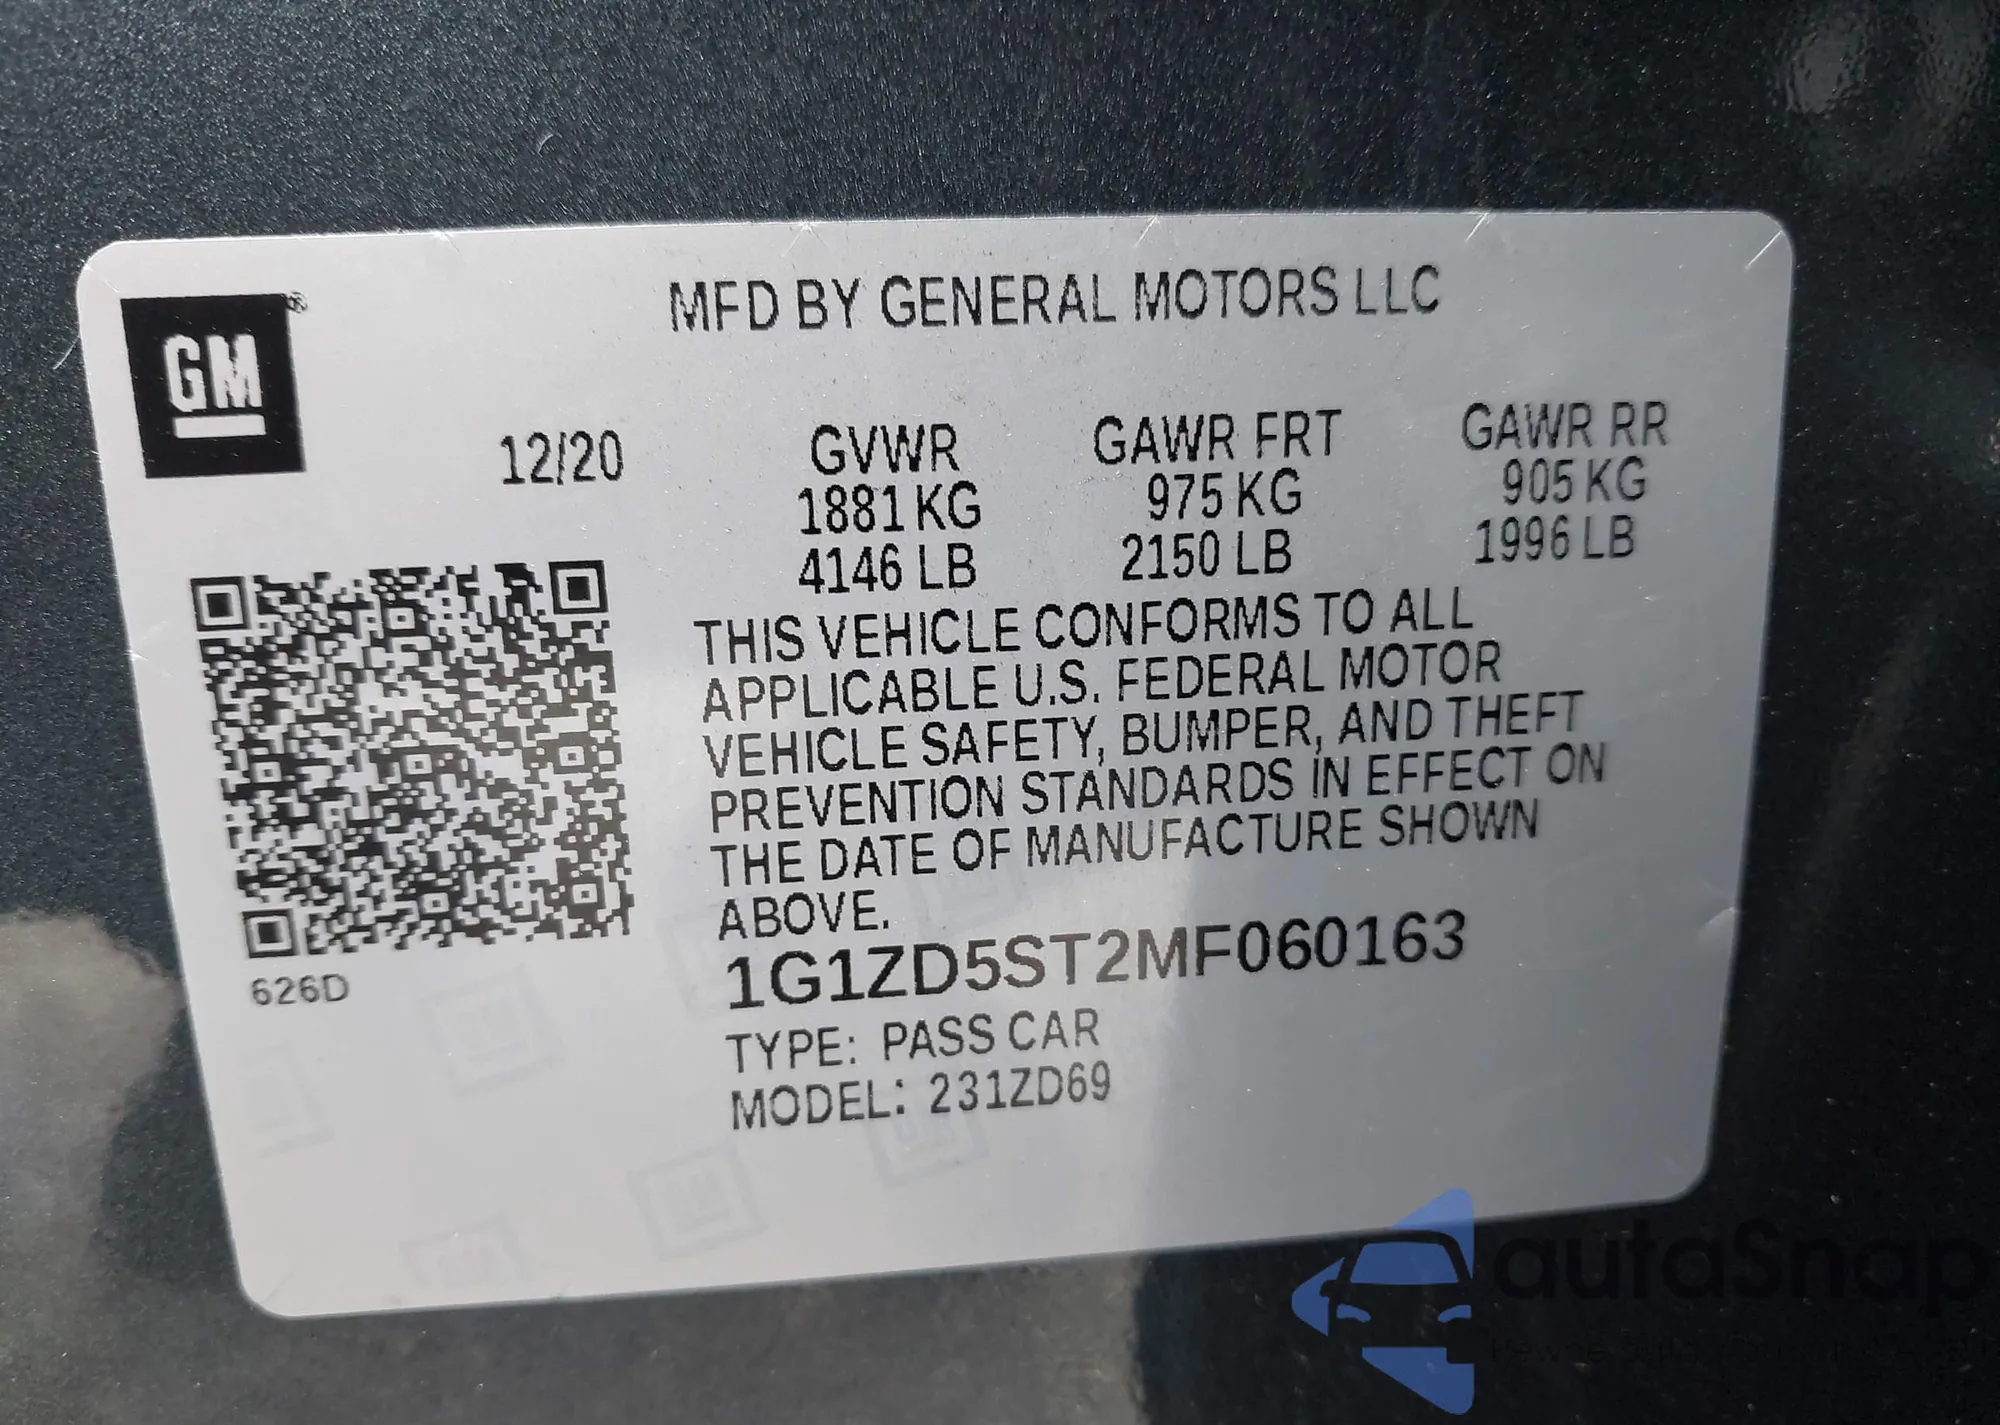 MFD BY GENERAL MOTORS LLC
GM®
12/20
GVWR GAWR FRT GAWR RR
1881 KG 975 KG 905 KG
4146 LB 2150 LB 1996 LB
THIS VEHICLE CONFORMS TO ALL
APPLICABLE U.S. FEDERAL MOTOR
VEHICLE SAFETY, BUMPER, AND THEFT
PREVENTION STANDARDS IN EFFECT ON
THE DATE OF MANUFACTURE SHOWN
ABOVE.
626D
1G1ZD5ST2MF060163
TYPE: PASS CAR
MODEL: 231ZD69
autoSnap